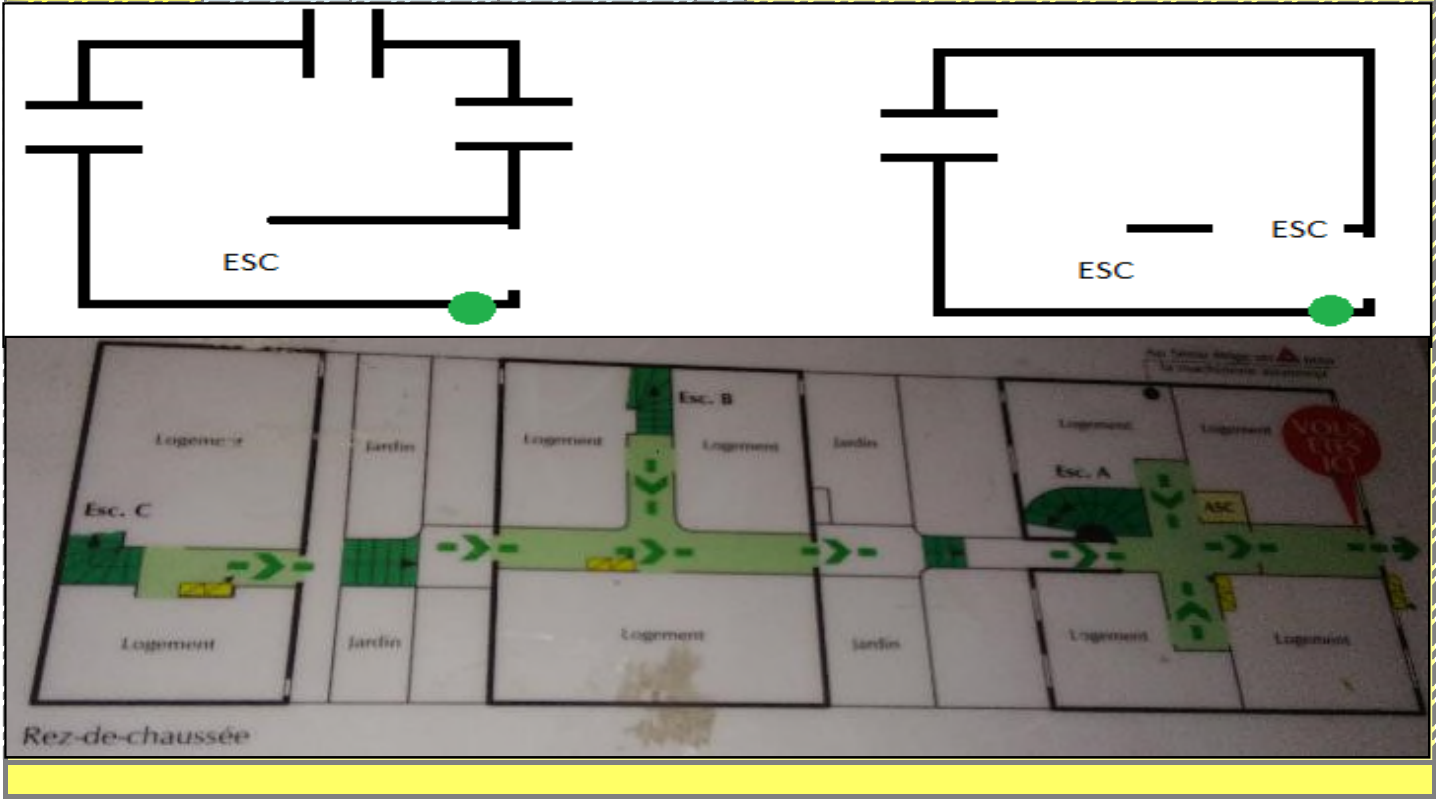 ESC
ESC
ESC
Esc. B
Logement
Logement
Logement
Logement
Logement
Jardin
Jardin
VOUS
ETES
ICI
Esc. A
ASC
Esc. C
Logement
Jardin
Logement
Jardin
Logement
Logement
Rez-de-chaussée